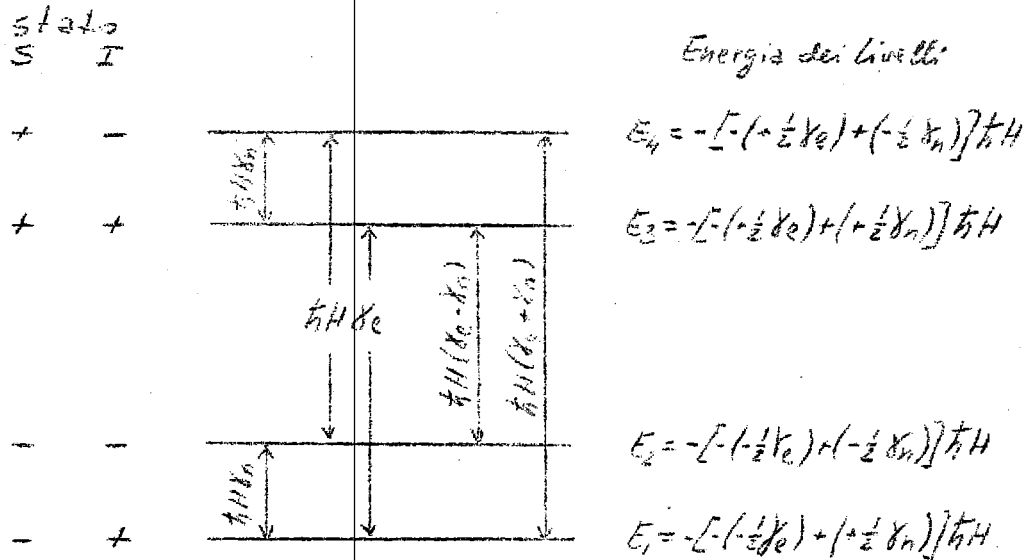 stato
S I
Energia dei livelli
+ - E₄ = -[-(+½γe)+(-½γn)]ħH
ħHγn
+ + E₃ = -[-(+½γe)+(+½γn)]ħH
ħHγe ħH(γe-γn) ħH(γe+γn)
- - E₂ = -[-(-½γe)+(-½γn)]ħH
ħHγn
- + E₁ = -[-(-½γe)+(+½γn)]ħH